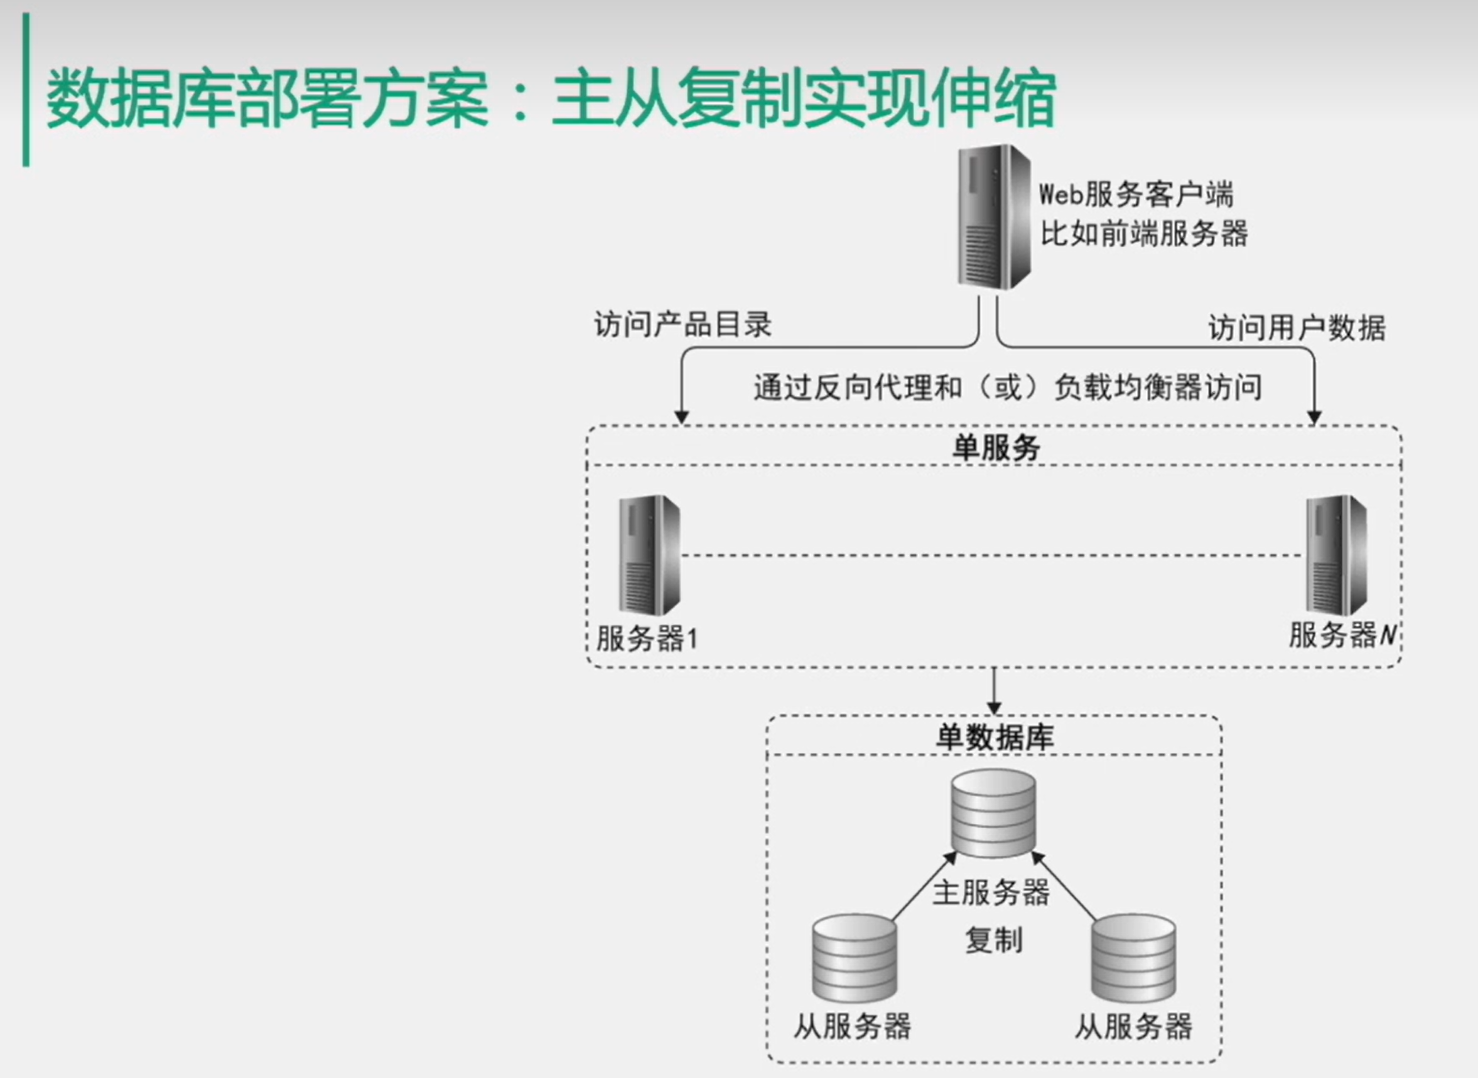 数据库部署方案：主从复制实现伸缩
Web服务客户端
比如前端服务器
访问产品目录
访问用户数据
通过反向代理和（或）负载均衡器访问
单服务
服务器1
服务器N
单数据库
主服务器
复制
从服务器
从服务器